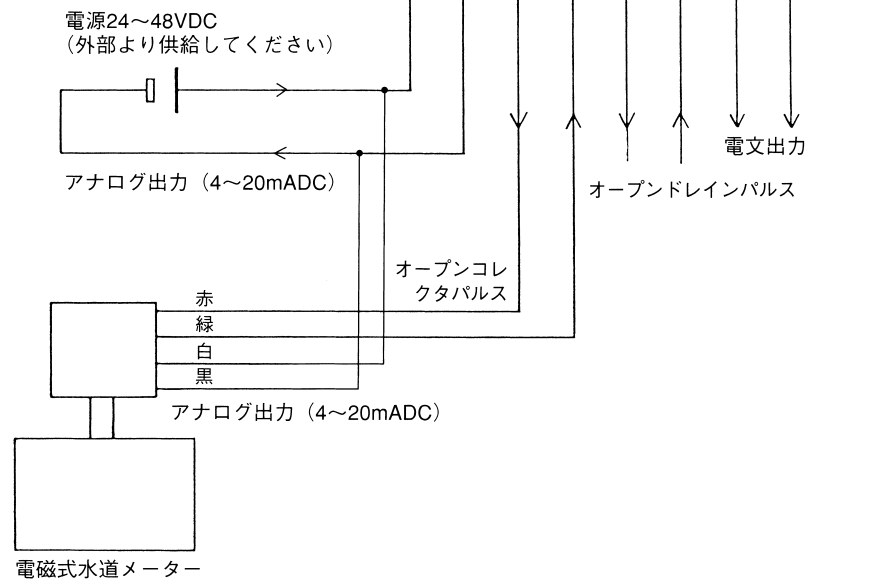 電源24〜48VDC
（外部より供給してください）
アナログ出力（4〜20mADC）
電文出力
オープンドレインパルス
オープンコレ
クタパルス
赤
緑
白
黒
アナログ出力（4〜20mADC）
電磁式水道メーター